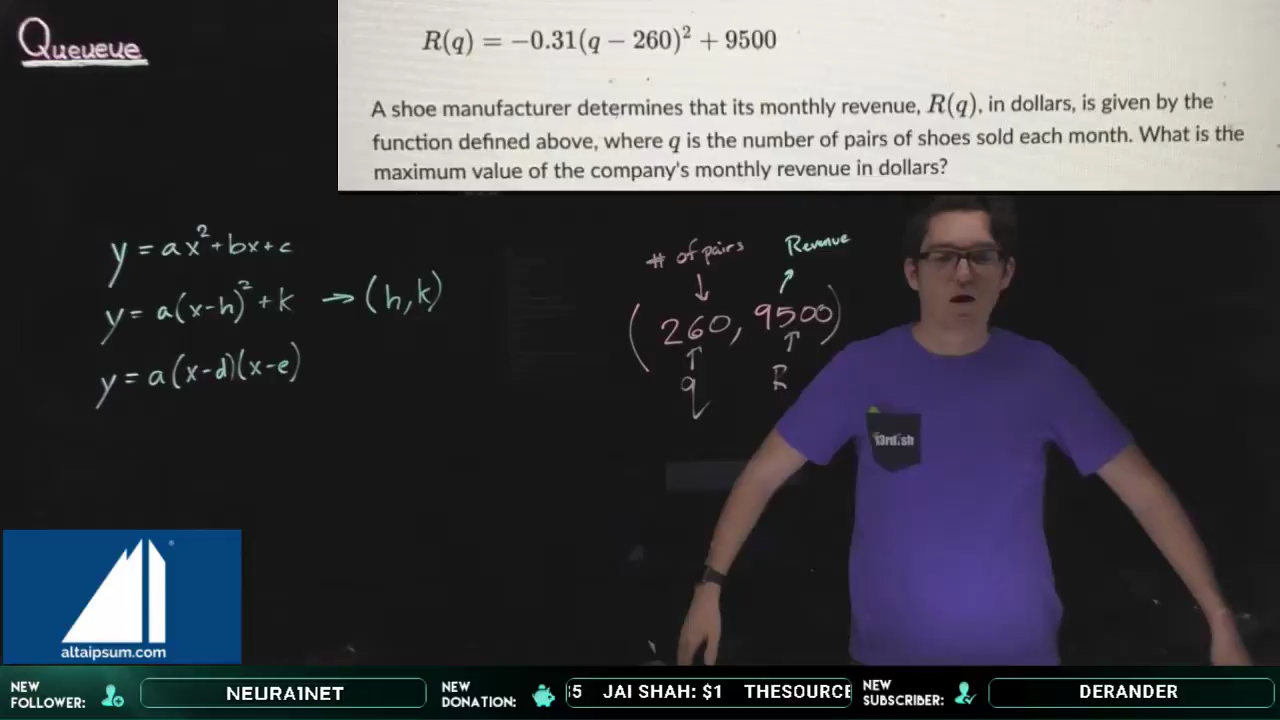 Queueue
R(q) = −0.31(q − 260)² + 9500
A shoe manufacturer determines that its monthly revenue, R(q), in dollars, is given by the
function defined above, where q is the number of pairs of shoes sold each month. What is the
maximum value of the company's monthly revenue in dollars?
y = ax² + bx + c
y = a(x-h)² + k → (h, k)
y = a(x-d)(x-e)
# of pairs Revenue
↓ ↗
(260, 9500)
↑ ↑
q R
i3rd.sh
®
altaipsum.com
NEW FOLLOWER: NEURA1NET
NEW DONATION: $5 JAI SHAH: $1 THESOURCE
NEW SUBSCRIBER: DERANDER